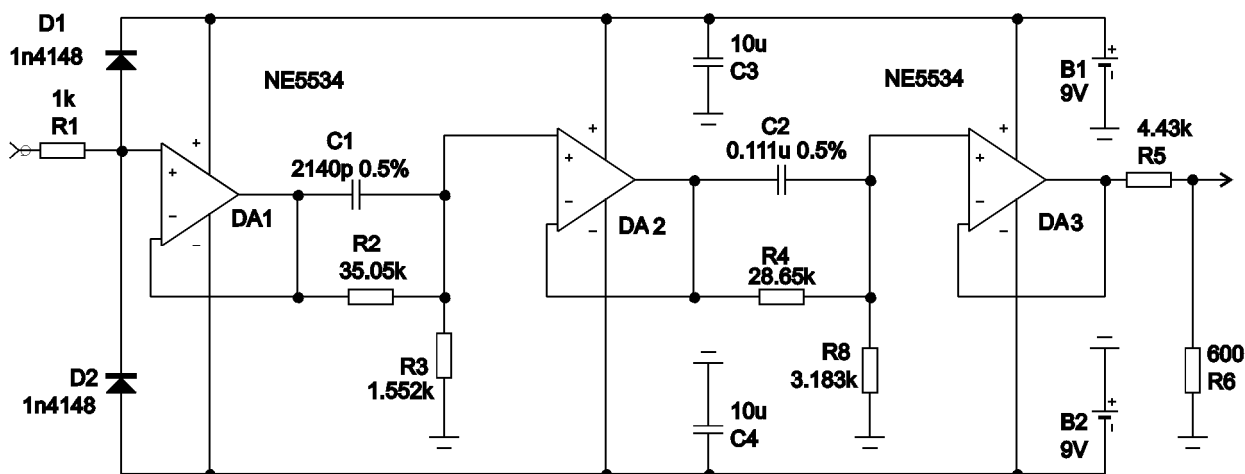 D1
1n4148
1k
R1
NE5534
C1
2140p 0.5%
+
−
+
−
DA1
R2
35.05k
R3
1.552k
D2
1n4148
10u
C3
+
−
+
−
DA2
C2
0.111u 0.5%
R4
28.65k
R8
3.183k
10u
C4
NE5534
+
−
+
−
DA3
B1
9V
+
-
4.43k
R5
600
R6
B2
9V
+
-